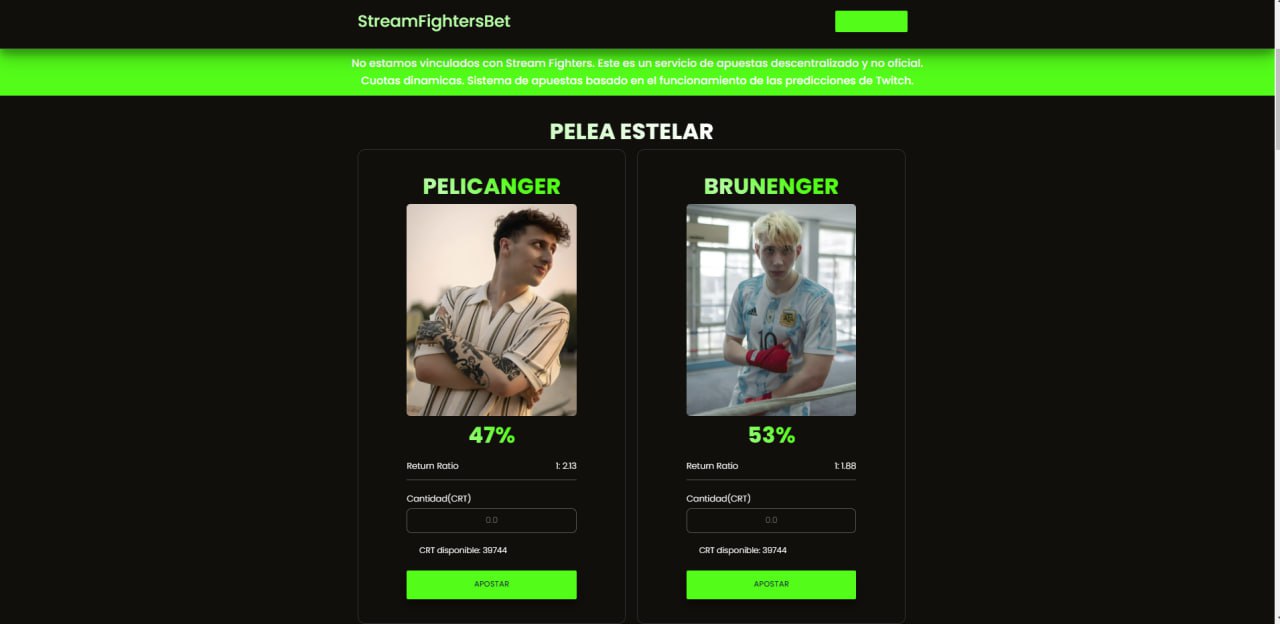 StreamFightersBet
No estamos vinculados con Stream Fighters. Este es un servicio de apuestas descentralizado y no oficial.
Cuotas dinamicas. Sistema de apuestas basado en el funcionamiento de las predicciones de Twitch.
PELEA ESTELAR
PELICANGER
47%
Return Ratio 1: 2.13
Cantidad(CRT)
0.0
CRT disponible: 39744
APOSTAR
BRUNENGER
10
53%
Return Ratio 1: 1.88
Cantidad(CRT)
0.0
CRT disponible: 39744
APOSTAR